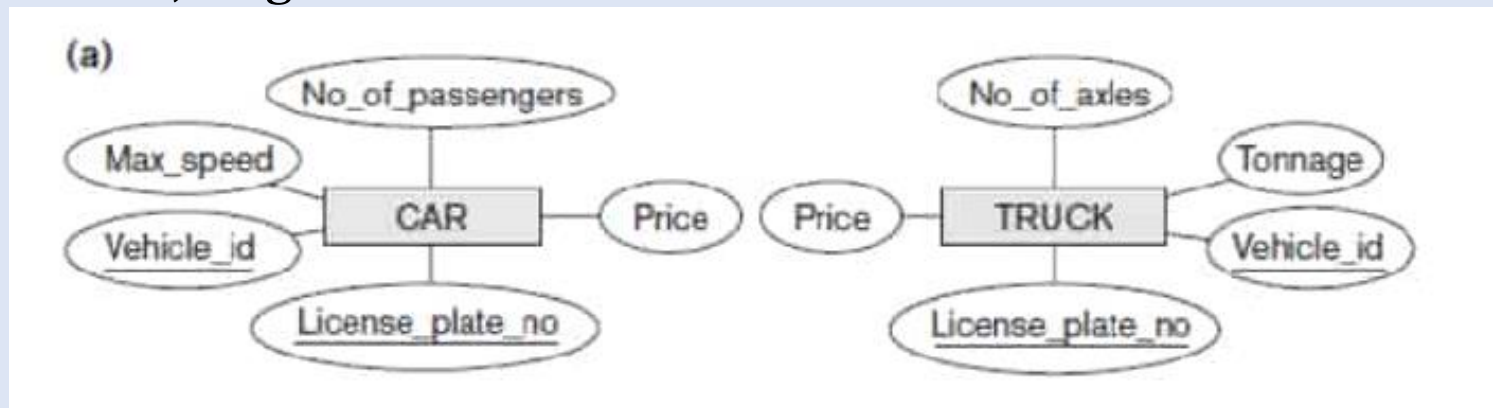 (a)
No_of_passengers
No_of_axles
Max_speed
Tonnage
CAR
Price
Price
TRUCK
Vehicle_id
Vehicle_id
License_plate_no
License_plate_no